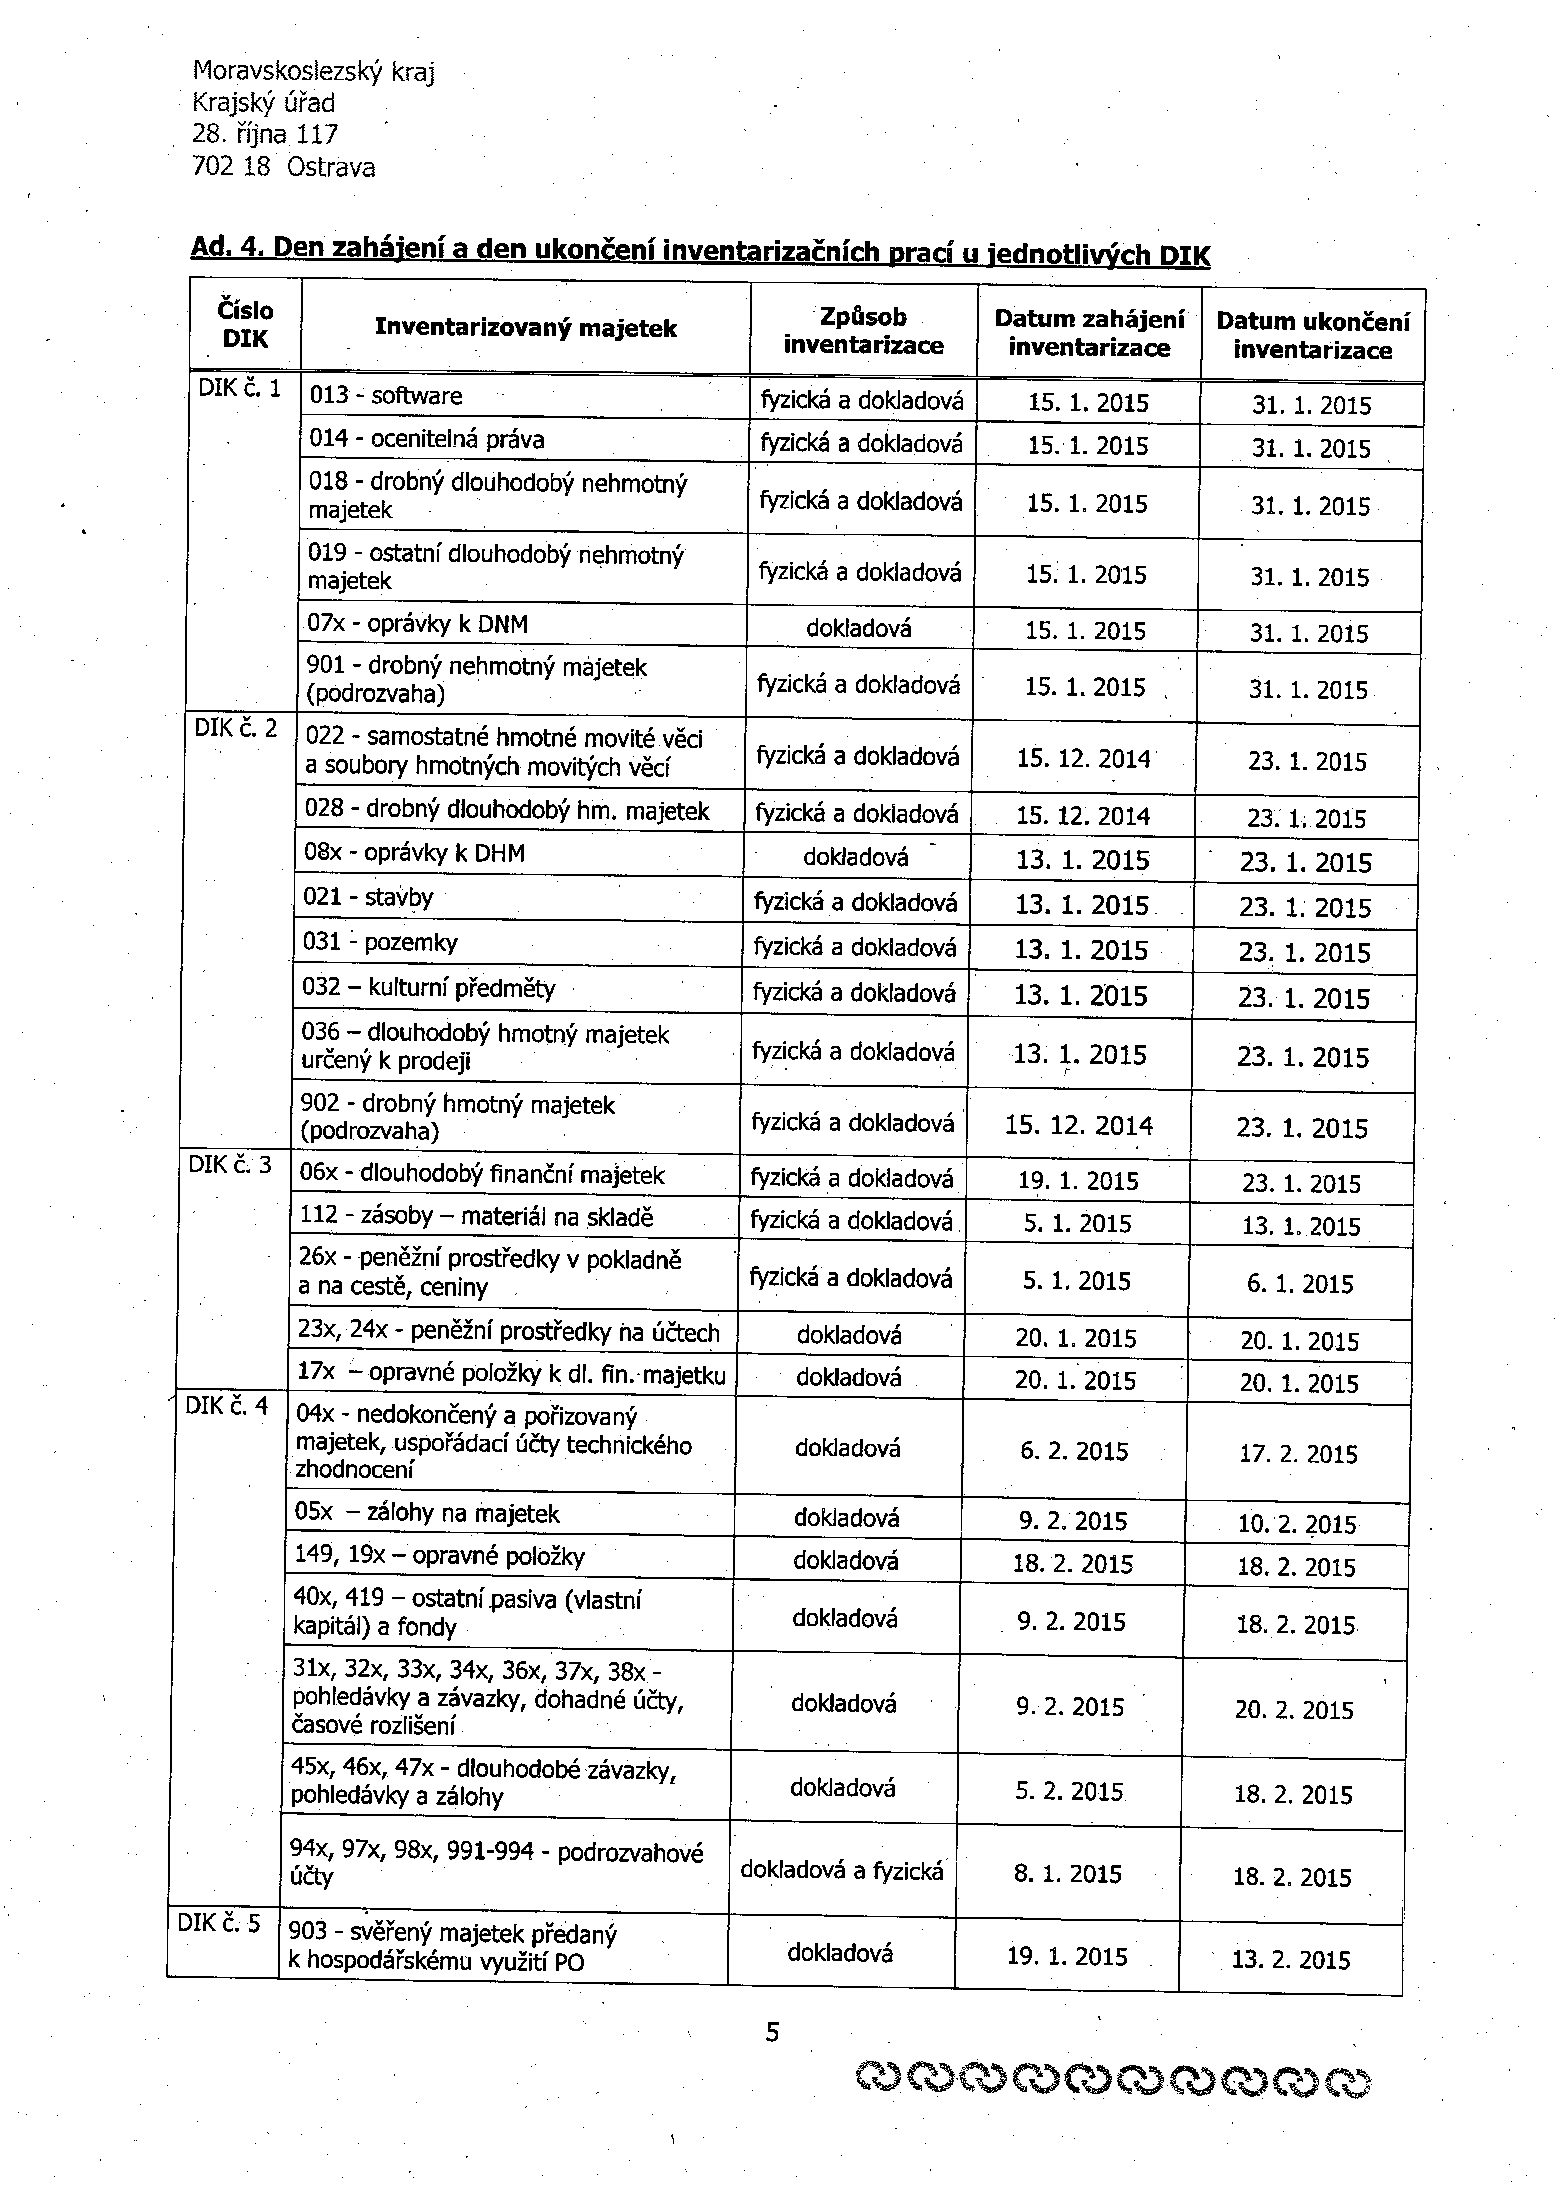 Moravskoslezský kraj
Krajský úřad
28. října 117
702 18 Ostrava
Ad. 4. Den zahájení a den ukončení inventarizačních prací u jednotlivých DIK
Číslo DIK | Inventarizovaný majetek | Způsob inventarizace | Datum zahájení inventarizace | Datum ukončení inventarizace
DIK č. 1 | 013 - software | fyzická a dokladová | 15. 1. 2015 | 31. 1. 2015
014 - ocenitelná práva | fyzická a dokladová | 15. 1. 2015 | 31. 1. 2015
018 - drobný dlouhodobý nehmotný majetek | fyzická a dokladová | 15. 1. 2015 | 31. 1. 2015
019 - ostatní dlouhodobý nehmotný majetek | fyzická a dokladová | 15. 1. 2015 | 31. 1. 2015
07x - oprávky k DNM | dokladová | 15. 1. 2015 | 31. 1. 2015
901 - drobný nehmotný majetek (podrozvaha) | fyzická a dokladová | 15. 1. 2015 | 31. 1. 2015
DIK č. 2 | 022 - samostatné hmotné movité věci a soubory hmotných movitých věcí | fyzická a dokladová | 15. 12. 2014 | 23. 1. 2015
028 - drobný dlouhodobý hm. majetek | fyzická a dokladová | 15. 12. 2014 | 23. 1. 2015
08x - oprávky k DHM | dokladová | 13. 1. 2015 | 23. 1. 2015
021 - stavby | fyzická a dokladová | 13. 1. 2015 | 23. 1. 2015
031 - pozemky | fyzická a dokladová | 13. 1. 2015 | 23. 1. 2015
032 – kulturní předměty | fyzická a dokladová | 13. 1. 2015 | 23. 1. 2015
036 – dlouhodobý hmotný majetek určený k prodeji | fyzická a dokladová | 13. 1. 2015 | 23. 1. 2015
902 - drobný hmotný majetek (podrozvaha) | fyzická a dokladová | 15. 12. 2014 | 23. 1. 2015
DIK č. 3 | 06x - dlouhodobý finanční majetek | fyzická a dokladová | 19. 1. 2015 | 23. 1. 2015
112 - zásoby – materiál na skladě | fyzická a dokladová | 5. 1. 2015 | 13. 1. 2015
26x - peněžní prostředky v pokladně a na cestě, ceniny | fyzická a dokladová | 5. 1. 2015 | 6. 1. 2015
23x, 24x - peněžní prostředky na účtech | dokladová | 20. 1. 2015 | 20. 1. 2015
17x – opravné položky k dl. fin. majetku | dokladová | 20. 1. 2015 | 20. 1. 2015
DIK č. 4 | 04x - nedokončený a pořizovaný majetek, uspořádací účty technického zhodnocení | dokladová | 6. 2. 2015 | 17. 2. 2015
05x – zálohy na majetek | dokladová | 9. 2. 2015 | 10. 2. 2015
149, 19x – opravné položky | dokladová | 18. 2. 2015 | 18. 2. 2015
40x, 419 – ostatní pasiva (vlastní kapitál) a fondy | dokladová | 9. 2. 2015 | 18. 2. 2015
31x, 32x, 33x, 34x, 36x, 37x, 38x - pohledávky a závazky, dohadné účty, časové rozlišení | dokladová | 9. 2. 2015 | 20. 2. 2015
45x, 46x, 47x - dlouhodobé závazky, pohledávky a zálohy | dokladová | 5. 2. 2015 | 18. 2. 2015
94x, 97x, 98x, 991-994 - podrozvahové účty | dokladová a fyzická | 8. 1. 2015 | 18. 2. 2015
DIK č. 5 | 903 - svěřený majetek předaný k hospodářskému využití PO | dokladová | 19. 1. 2015 | 13. 2. 2015
5